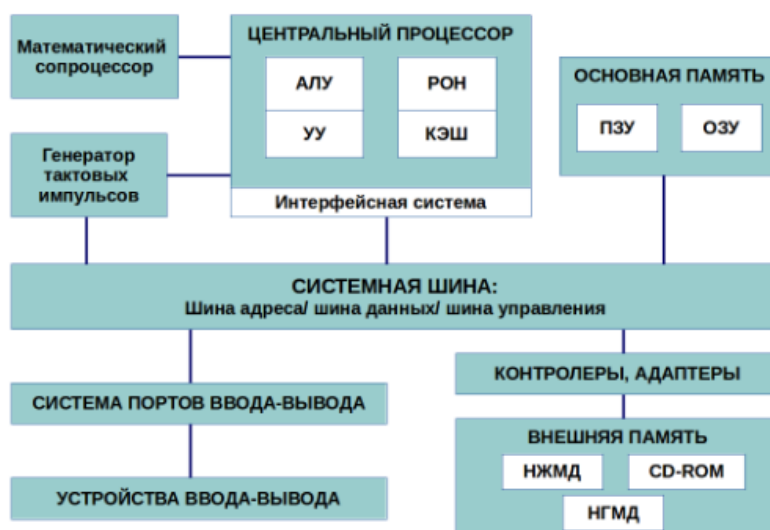 Математический
сопроцессор
ЦЕНТРАЛЬНЫЙ ПРОЦЕССОР
АЛУ
РОН
УУ
КЭШ
Интерфейсная система
ОСНОВНАЯ ПАМЯТЬ
ПЗУ
ОЗУ
Генератор
тактовых
импульсов
СИСТЕМНАЯ ШИНА:
Шина адреса/ шина данных/ шина управления
СИСТЕМА ПОРТОВ ВВОДА-ВЫВОДА
УСТРОЙСТВА ВВОДА-ВЫВОДА
КОНТРОЛЕРЫ, АДАПТЕРЫ
ВНЕШНЯЯ ПАМЯТЬ
НЖМД
CD-ROM
НГМД